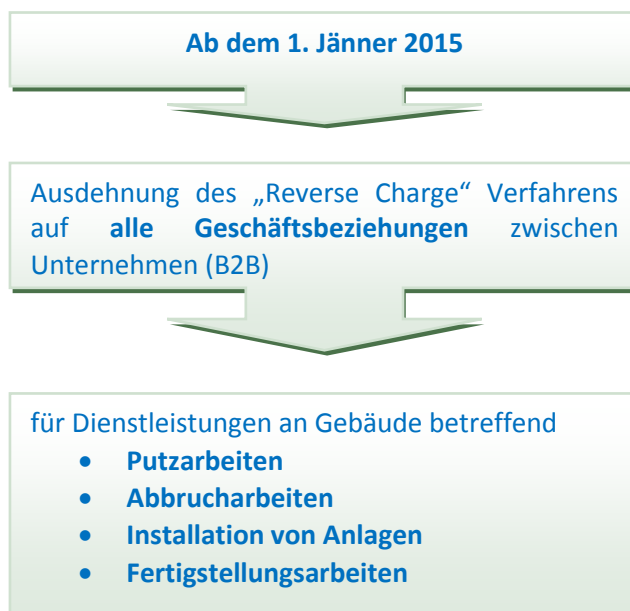 Ab dem 1. Jänner 2015
Ausdehnung des „Reverse Charge“ Verfahrens
auf alle Geschäftsbeziehungen zwischen
Unternehmen (B2B)
für Dienstleistungen an Gebäude betreffend
• Putzarbeiten
• Abbrucharbeiten
• Installation von Anlagen
• Fertigstellungsarbeiten